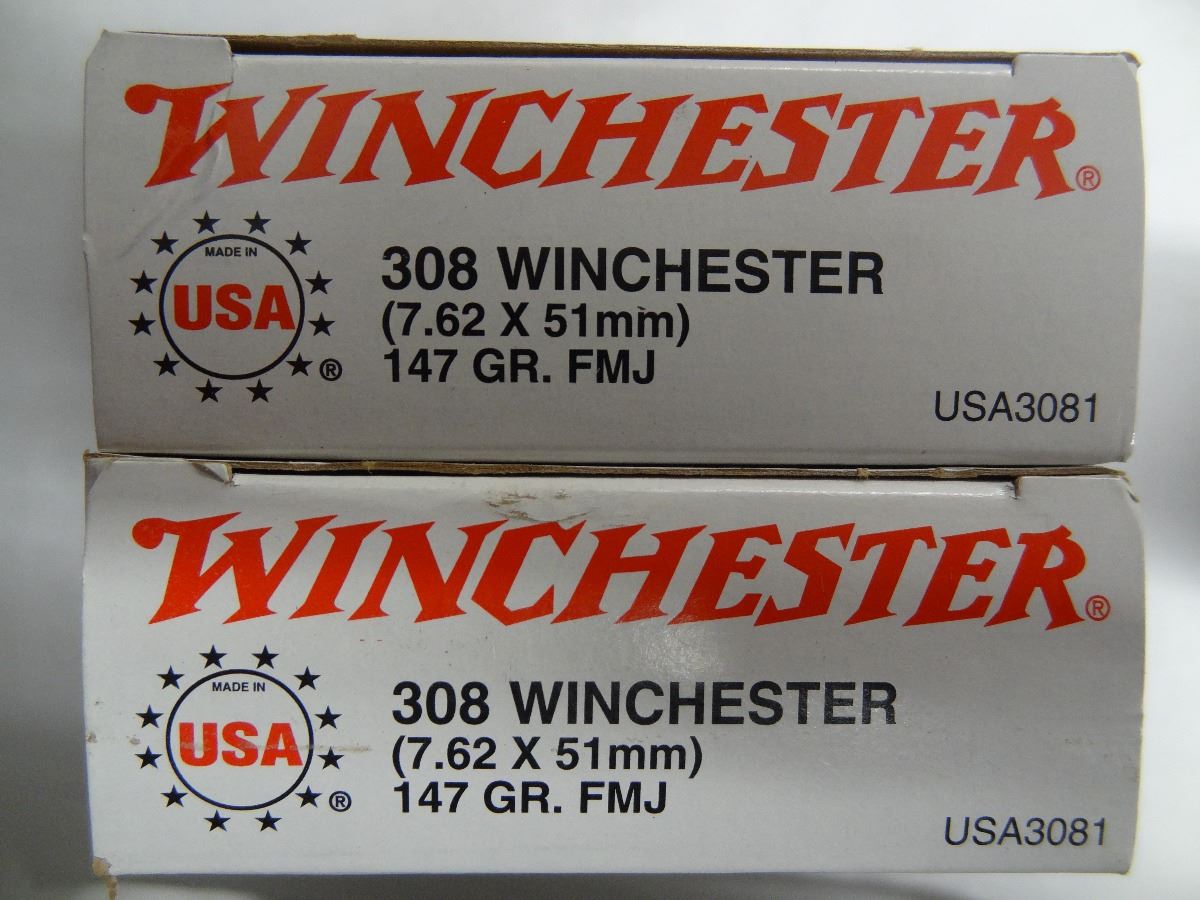 WINCHESTER®
MADE IN
USA
®
308 WINCHESTER
(7.62 X 51mm)
147 GR. FMJ
USA3081
WINCHESTER®
MADE IN
USA
®
308 WINCHESTER
(7.62 X 51mm)
147 GR. FMJ
USA3081